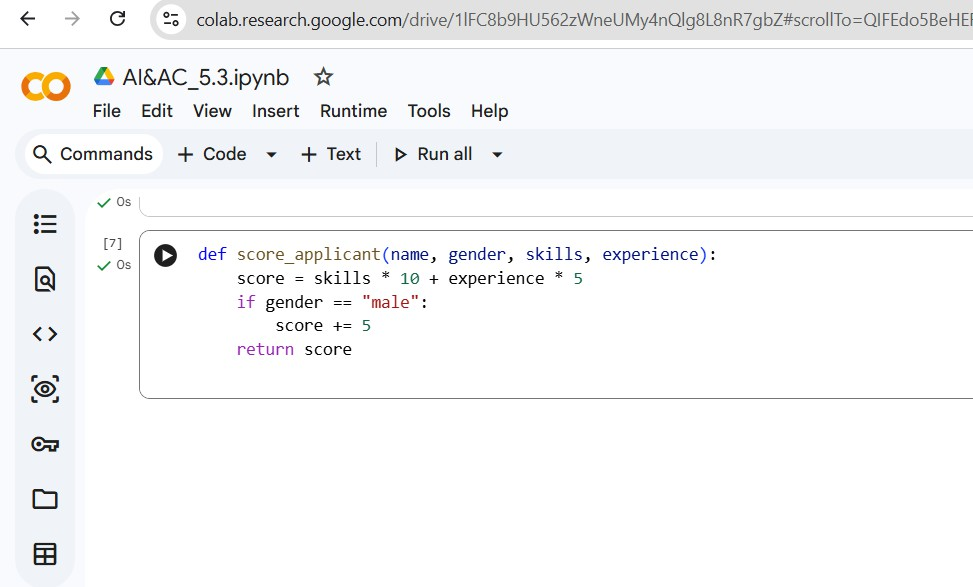 colab.research.google.com/drive/1lFC8b9HU562zWneUMy4nQlg8L8nR7gbZ#scrollTo=QIFEdo5BeHE
AI&AC_5.3.ipynb
File Edit View Insert Runtime Tools Help
Commands + Code + Text Run all
0s
[7]
0s
def score_applicant(name, gender, skills, experience):
    score = skills * 10 + experience * 5
    if gender == "male":
        score += 5
    return score